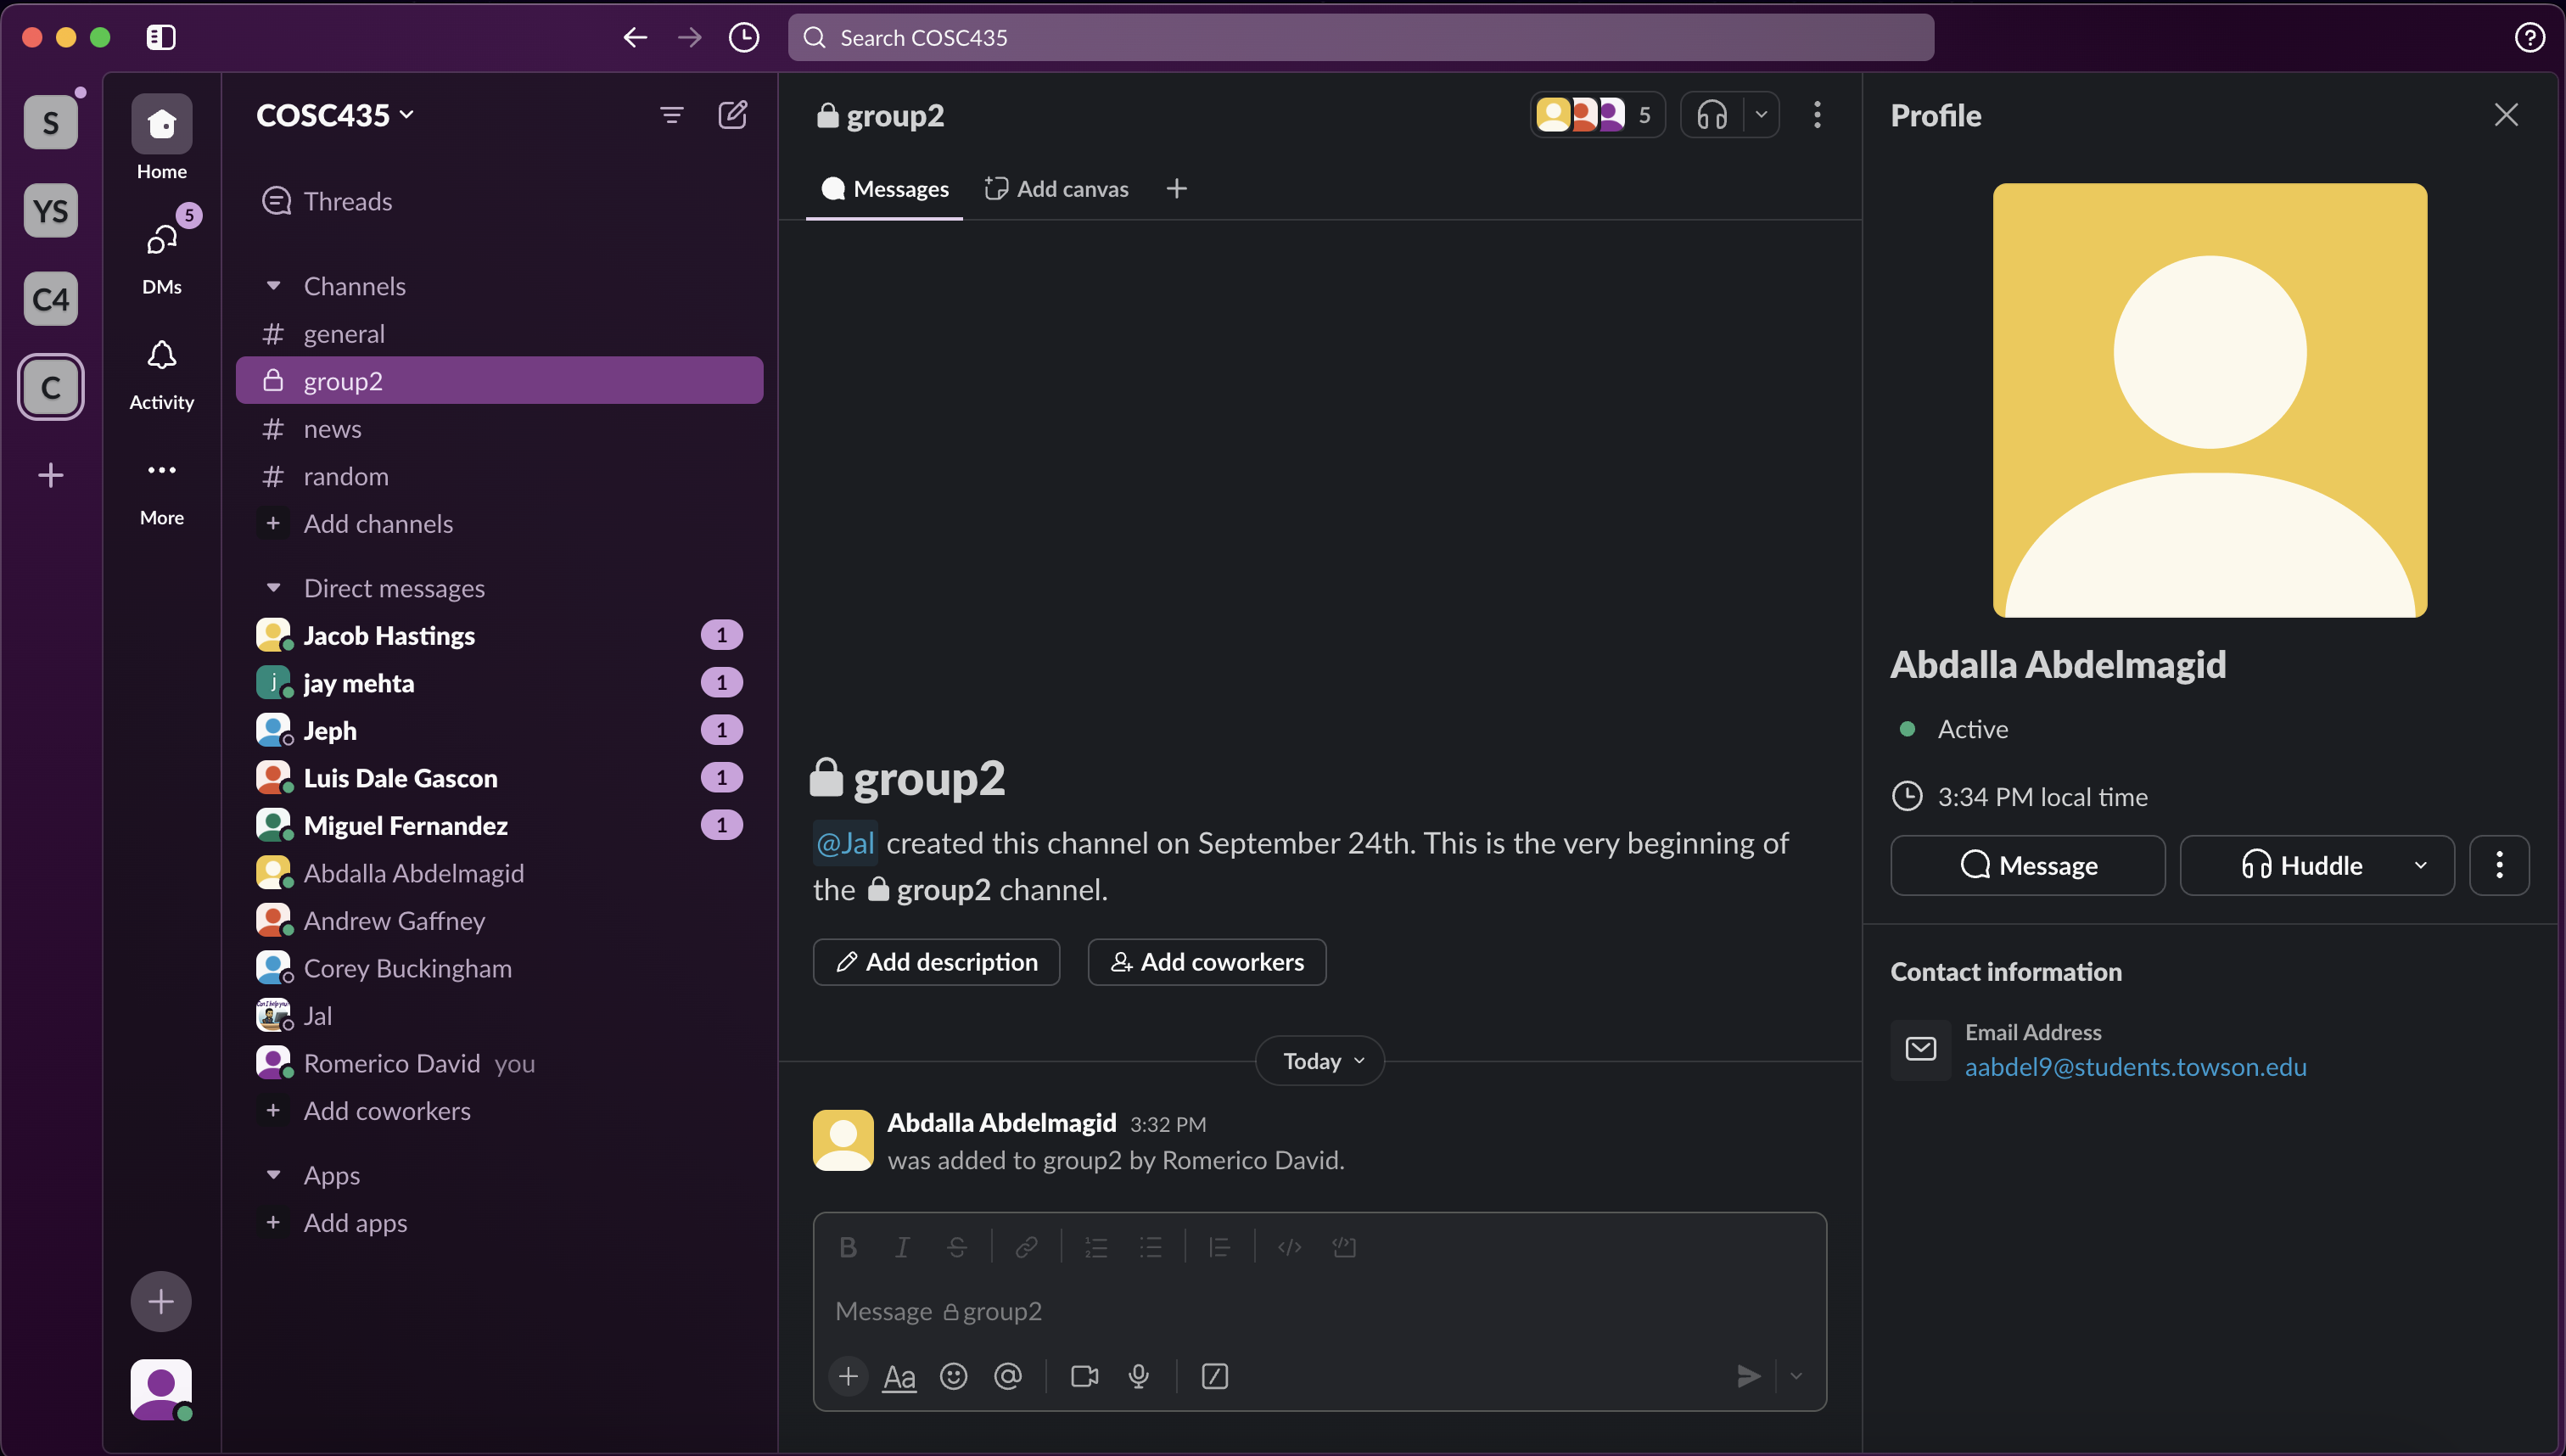 Search COSC435
S
YS
C4
C
Home
5
DMs
Activity
More
COSC435
Threads
Channels
general
group2
news
random
Add channels
Direct messages
Jacob Hastings 1
j
jay mehta 1
Jeph 1
Luis Dale Gascon 1
Miguel Fernandez 1
Abdalla Abdelmagid
Andrew Gaffney
Corey Buckingham
Jal
Romerico David you
Add coworkers
Apps
Add apps
group2
5
Messages
Add canvas
group2
@Jal created this channel on September 24th. This is the very beginning of
the group2 channel.
Add description
Add coworkers
Today
Abdalla Abdelmagid 3:32 PM
was added to group2 by Romerico David.
Message group2
Aa
Profile
Abdalla Abdelmagid
Active
3:34 PM local time
Message
Huddle
Contact information
Email Address
aabdel9@students.towson.edu